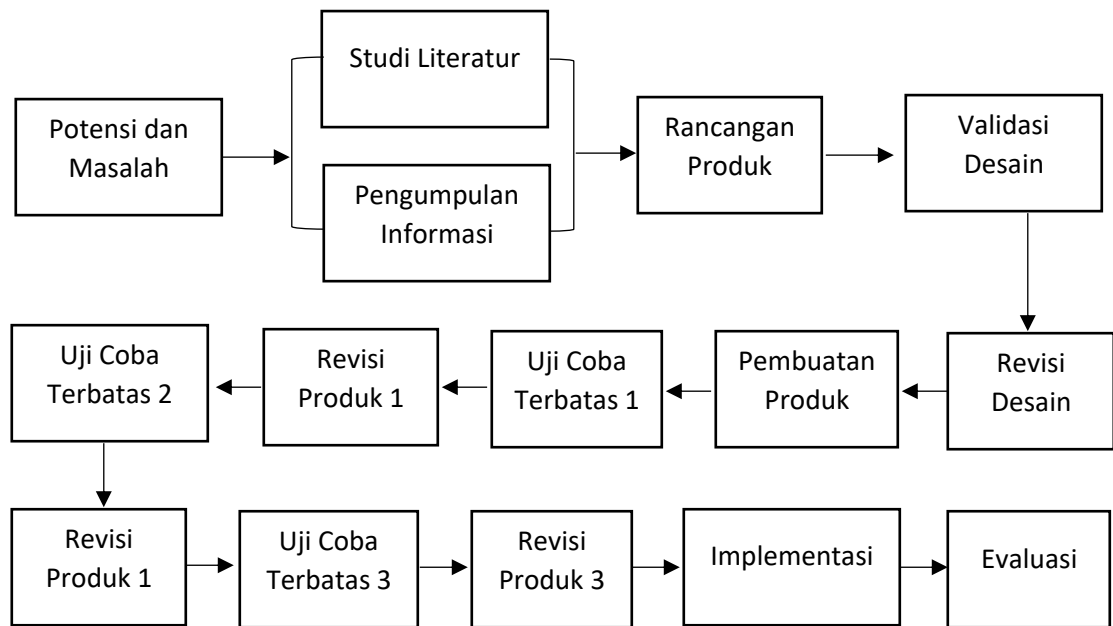 Potensi dan
Masalah
Studi Literatur
Pengumpulan
Informasi
Rancangan
Produk
Validasi
Desain
Revisi
Desain
Pembuatan
Produk
Uji Coba
Terbatas 1
Revisi
Produk 1
Uji Coba
Terbatas 2
Revisi
Produk 1
Uji Coba
Terbatas 3
Revisi
Produk 3
Implementasi
Evaluasi